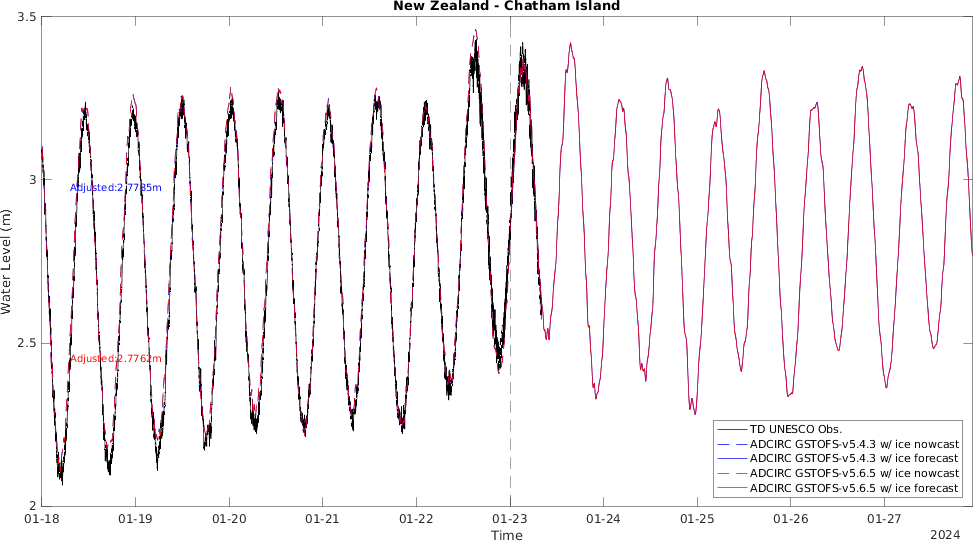 New Zealand - Chatham Island
3.5
3
2.5
2
Water Level (m)
Adjusted:2.7785m
Adjusted:2.7762m
TD UNESCO Obs.
ADCIRC GSTOFS-v5.4.3 w/ ice nowcast
ADCIRC GSTOFS-v5.4.3 w/ ice forecast
ADCIRC GSTOFS-v5.6.5 w/ ice nowcast
ADCIRC GSTOFS-v5.6.5 w/ ice forecast
01-18 01-19 01-20 01-21 01-22 01-23 01-24 01-25 01-26 01-27
Time
2024